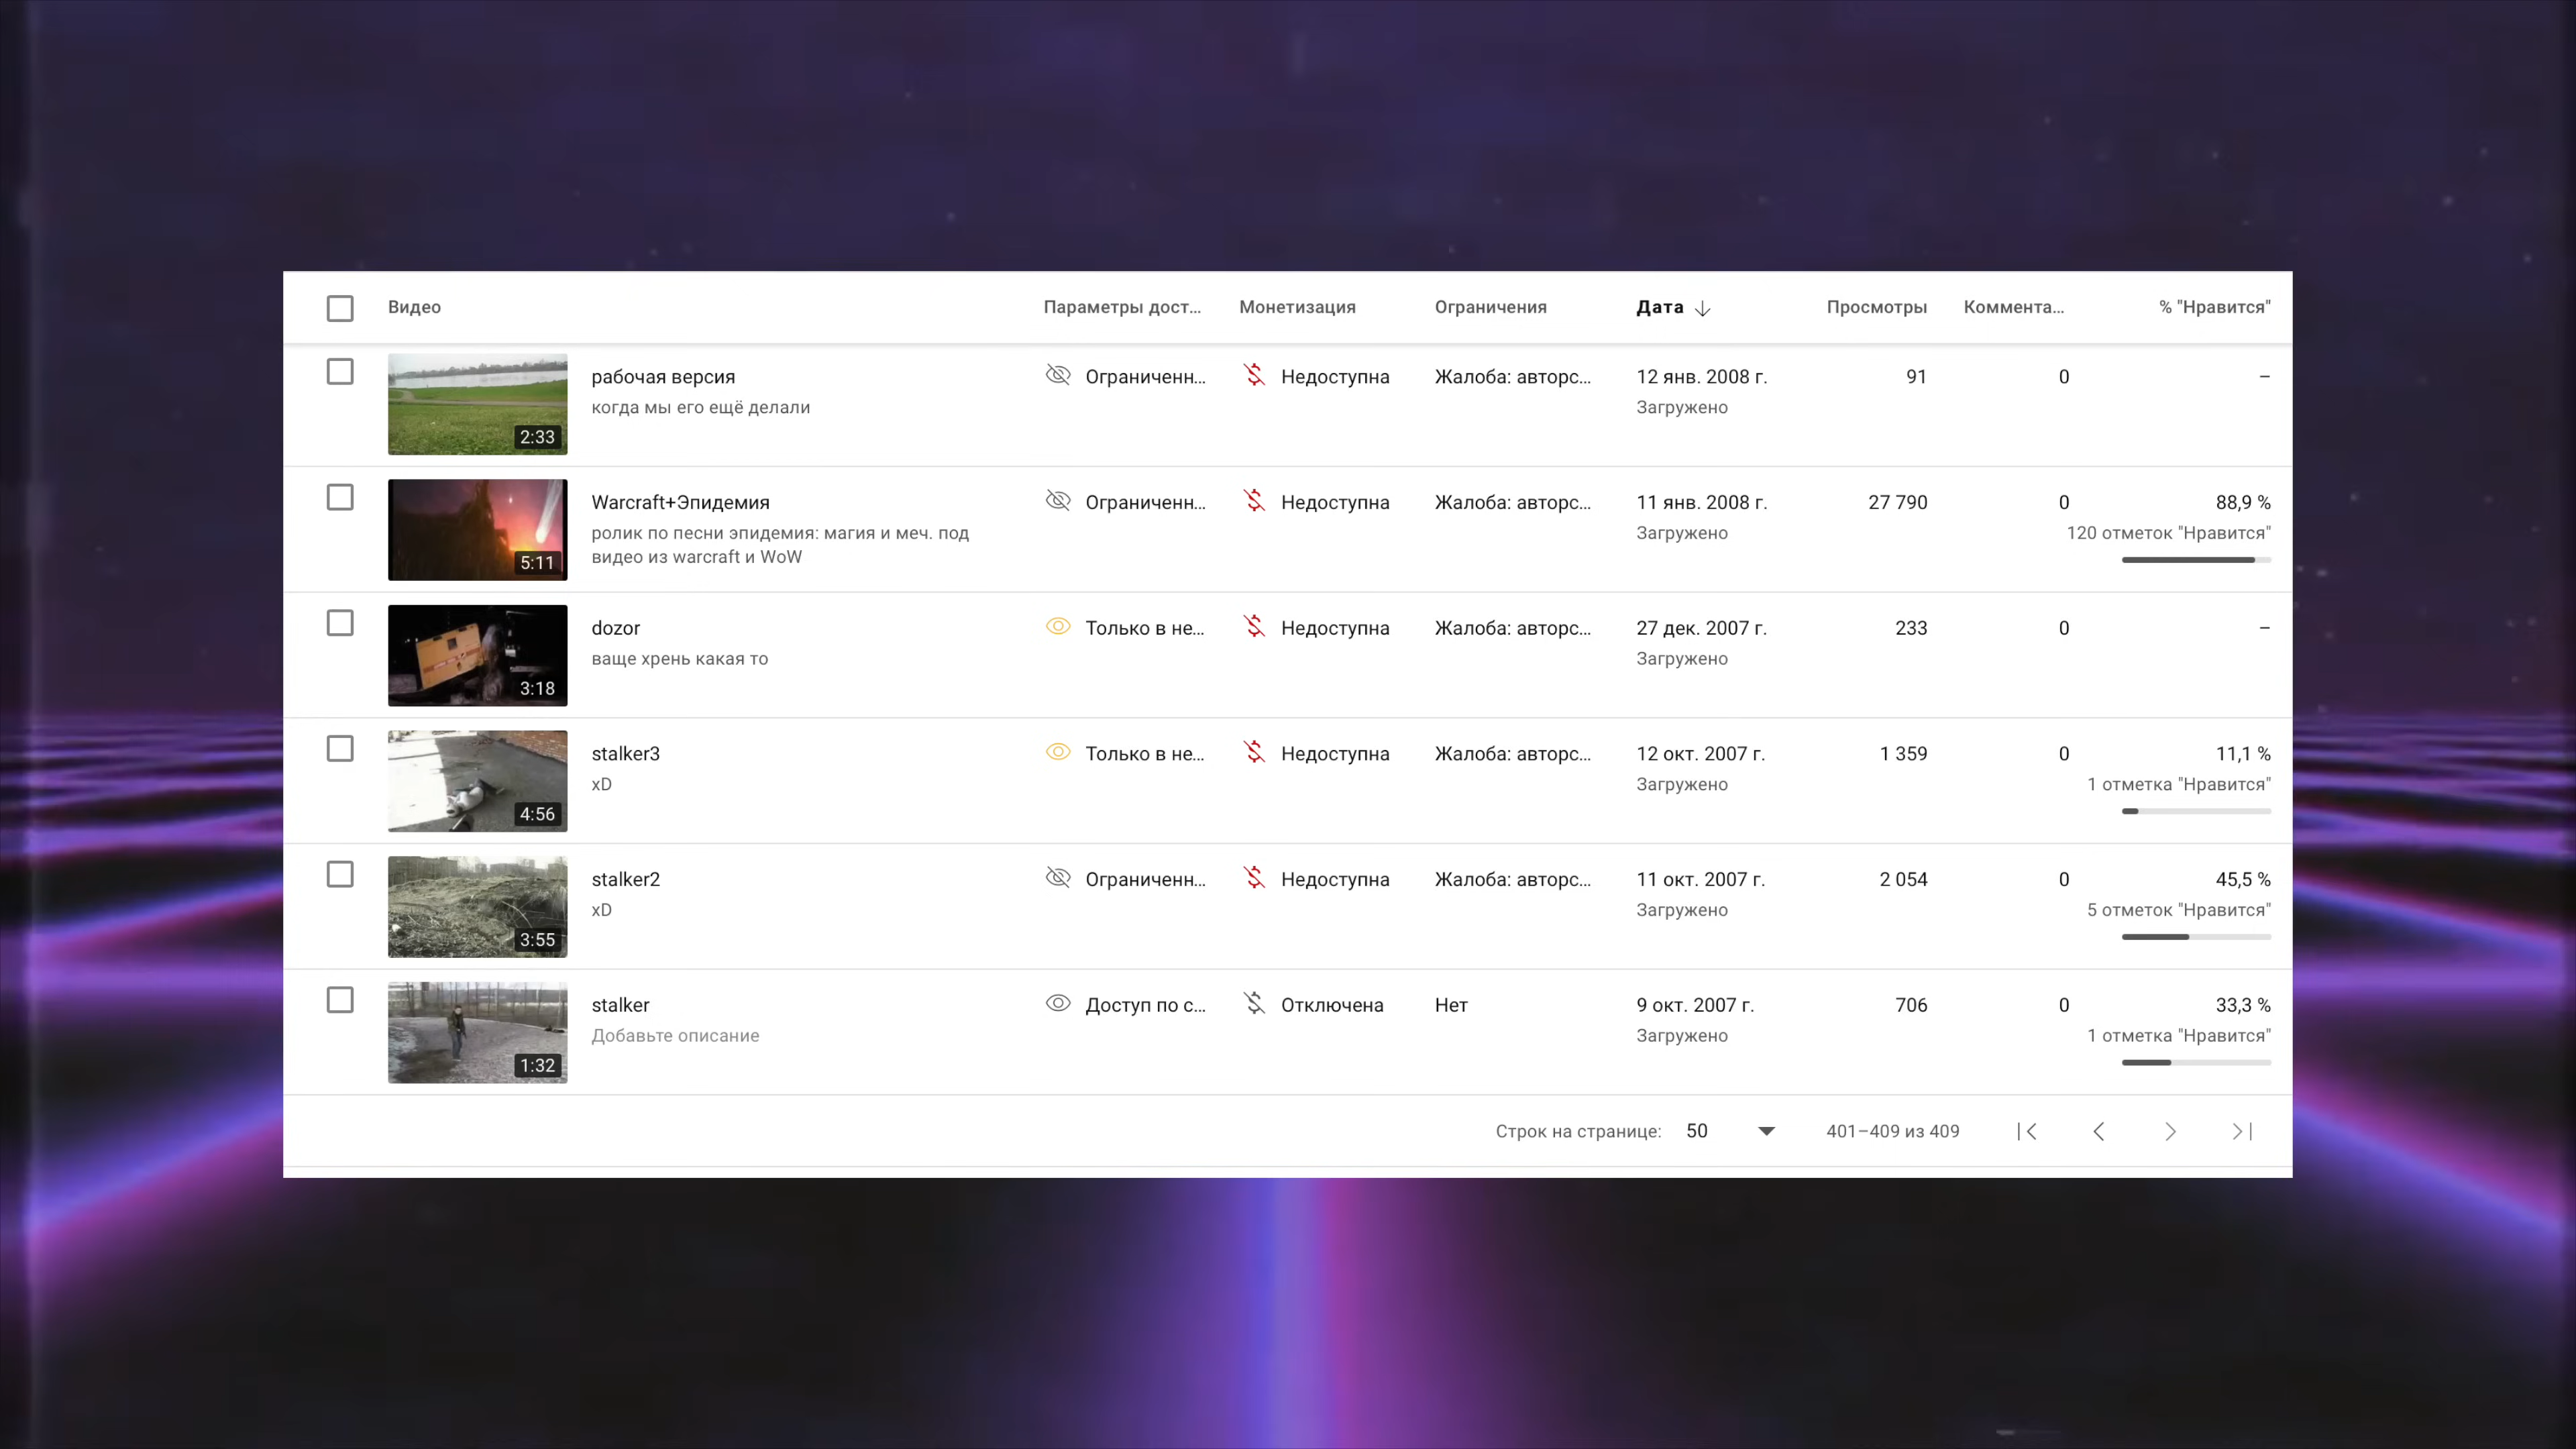 Видео Параметры дост... Монетизация Ограничения Дата Просмотры Коммента... % "Нравится"
рабочая версия Ограниченн... Недоступна Жалоба: авторс... 12 янв. 2008 г. 91 0 –
когда мы его ещё делали Загружено
2:33
Warcraft+Эпидемия Ограниченн... Недоступна Жалоба: авторс... 11 янв. 2008 г. 27 790 0 88,9 %
ролик по песни эпидемия: магия и меч. под Загружено 120 отметок "Нравится"
видео из warcraft и WoW
5:11
dozor Только в не... Недоступна Жалоба: авторс... 27 дек. 2007 г. 233 0 –
ваще хрень какая то Загружено
3:18
stalker3 Только в не... Недоступна Жалоба: авторс... 12 окт. 2007 г. 1 359 0 11,1 %
xD Загружено 1 отметка "Нравится"
4:56
stalker2 Ограниченн... Недоступна Жалоба: авторс... 11 окт. 2007 г. 2 054 0 45,5 %
xD Загружено 5 отметок "Нравится"
3:55
stalker Доступ по с... Отключена Нет 9 окт. 2007 г. 706 0 33,3 %
Добавьте описание Загружено 1 отметка "Нравится"
1:32
Строк на странице: 50 401–409 из 409